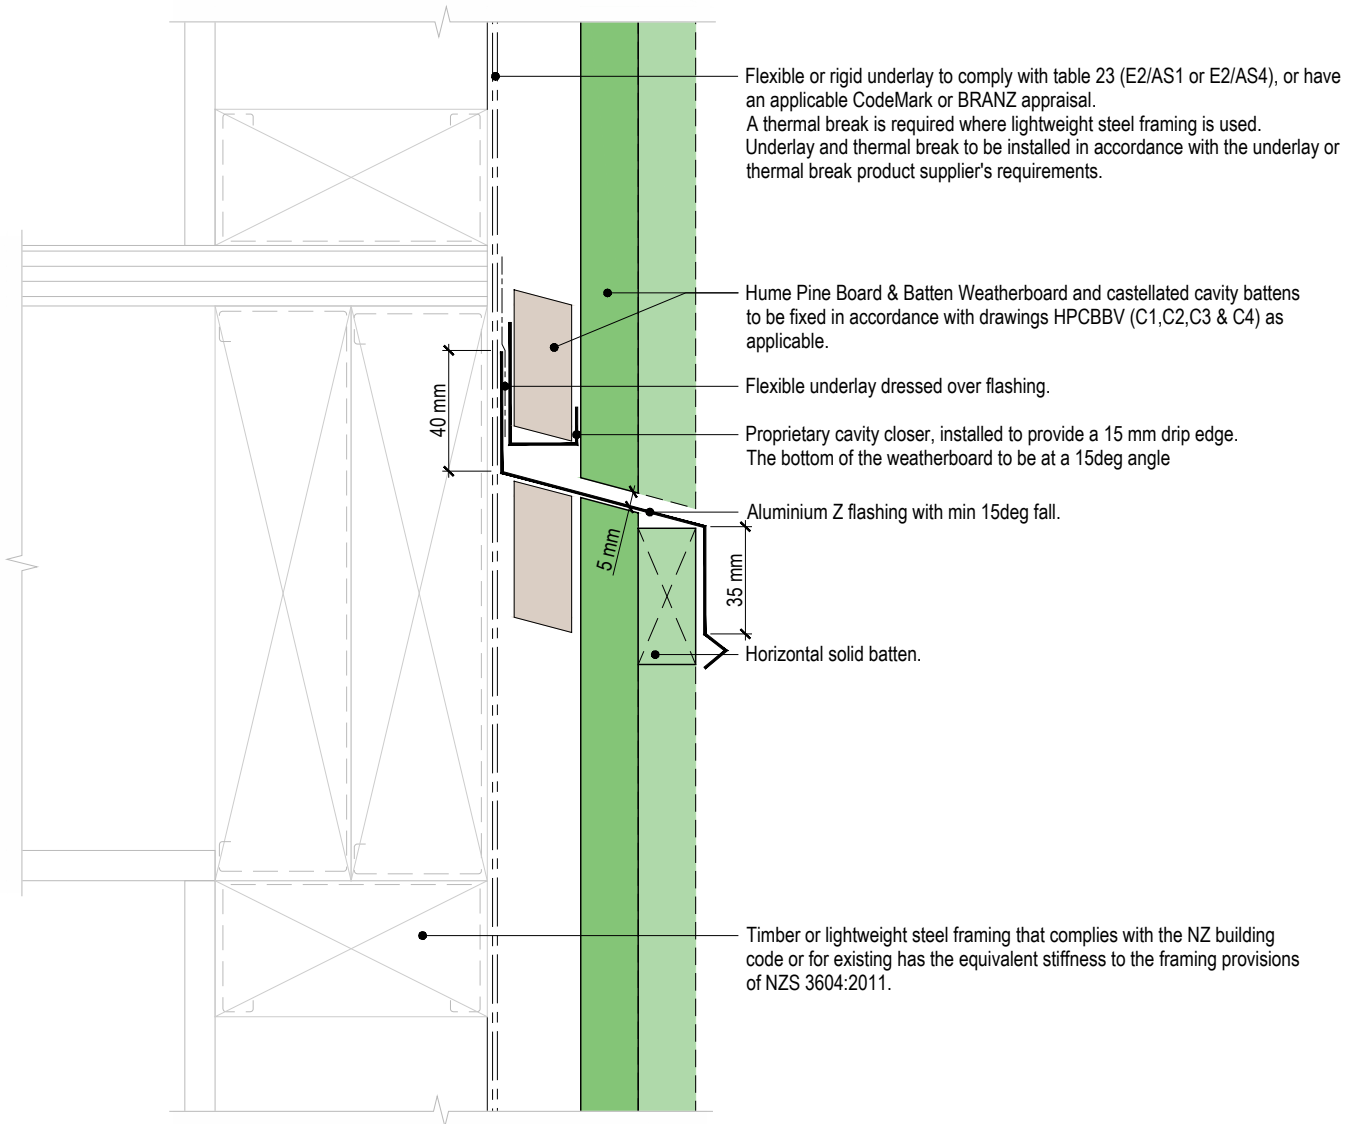 Flexible or rigid underlay to comply with table 23 (E2/AS1 or E2/AS4), or have
an applicable CodeMark or BRANZ appraisal.
A thermal break is required where lightweight steel framing is used.
Underlay and thermal break to be installed in accordance with the underlay or
thermal break product supplier's requirements.
Hume Pine Board & Batten Weatherboard and castellated cavity battens
to be fixed in accordance with drawings HPCBBV (C1,C2,C3 & C4) as
applicable.
Flexible underlay dressed over flashing.
40 mm
Proprietary cavity closer, installed to provide a 15 mm drip edge.
The bottom of the weatherboard to be at a 15deg angle
Aluminium Z flashing with min 15deg fall.
5 mm
35 mm
Horizontal solid batten.
Timber or lightweight steel framing that complies with the NZ building
code or for existing has the equivalent stiffness to the framing provisions
of NZS 3604:2011.